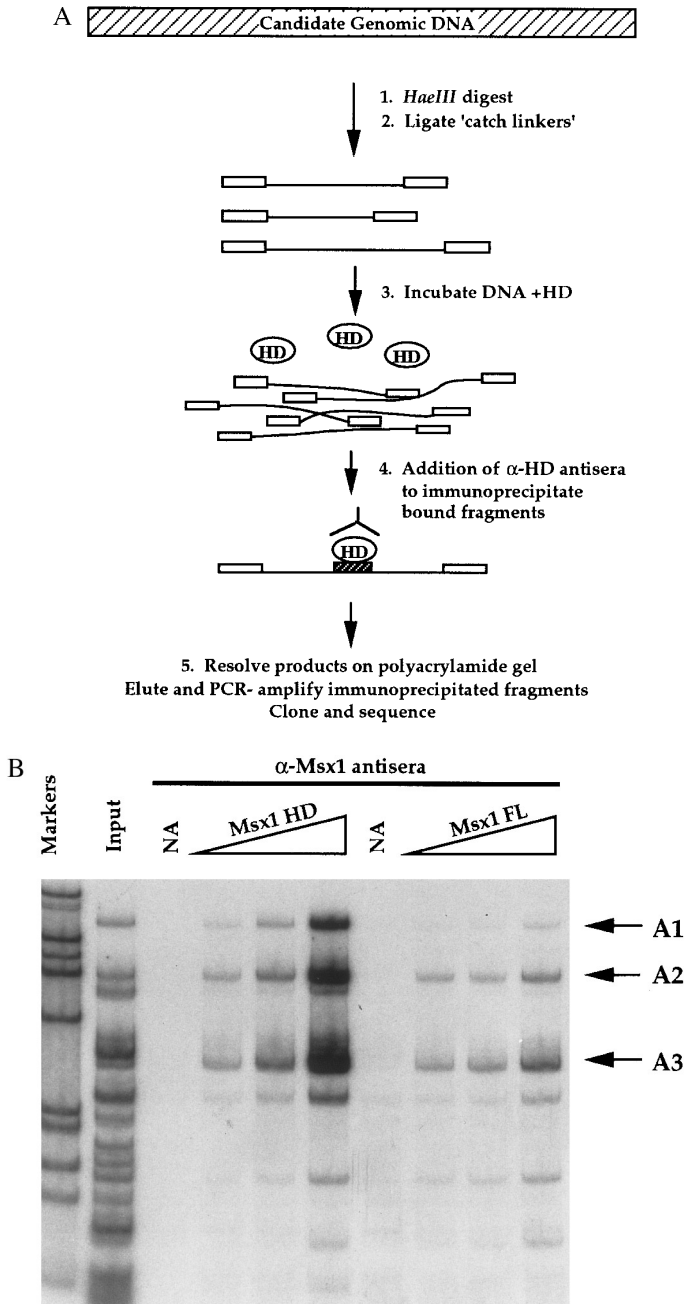 A
Candidate Genomic DNA
1. HaeIII digest
2. Ligate 'catch linkers'
3. Incubate DNA +HD
HD
HD
HD
4. Addition of α-HD antisera
to immunoprecipitate
bound fragments
HD
5. Resolve products on polyacrylamide gel
Elute and PCR- amplify immunoprecipitated fragments
Clone and sequence
B
α-Msx1 antisera
Markers
Input
NA
Msx1 HD
NA
Msx1 FL
A1
A2
A3